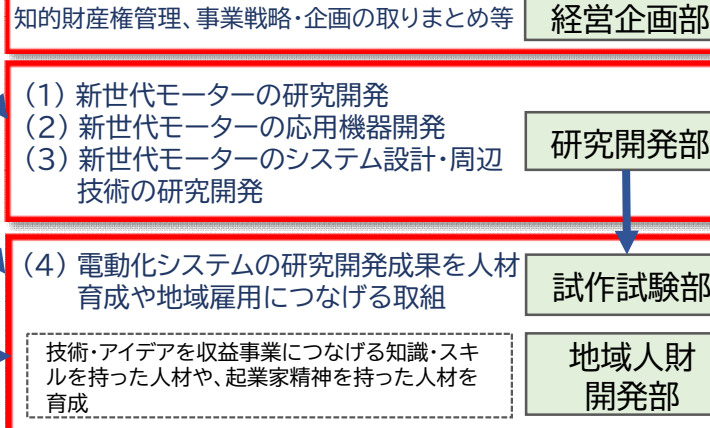 知的財産権管理、事業戦略・企画の取りまとめ等
経営企画部
(1) 新世代モーターの研究開発
(2) 新世代モーターの応用機器開発
(3) 新世代モーターのシステム設計・周辺
技術の研究開発
研究開発部
(4) 電動化システムの研究開発成果を人材
育成や地域雇用につなげる取組
試作試験部
技術・アイデアを収益事業につなげる知識・スキ
ルを持った人材や、起業家精神を持った人材を
育成
地域人財
開発部